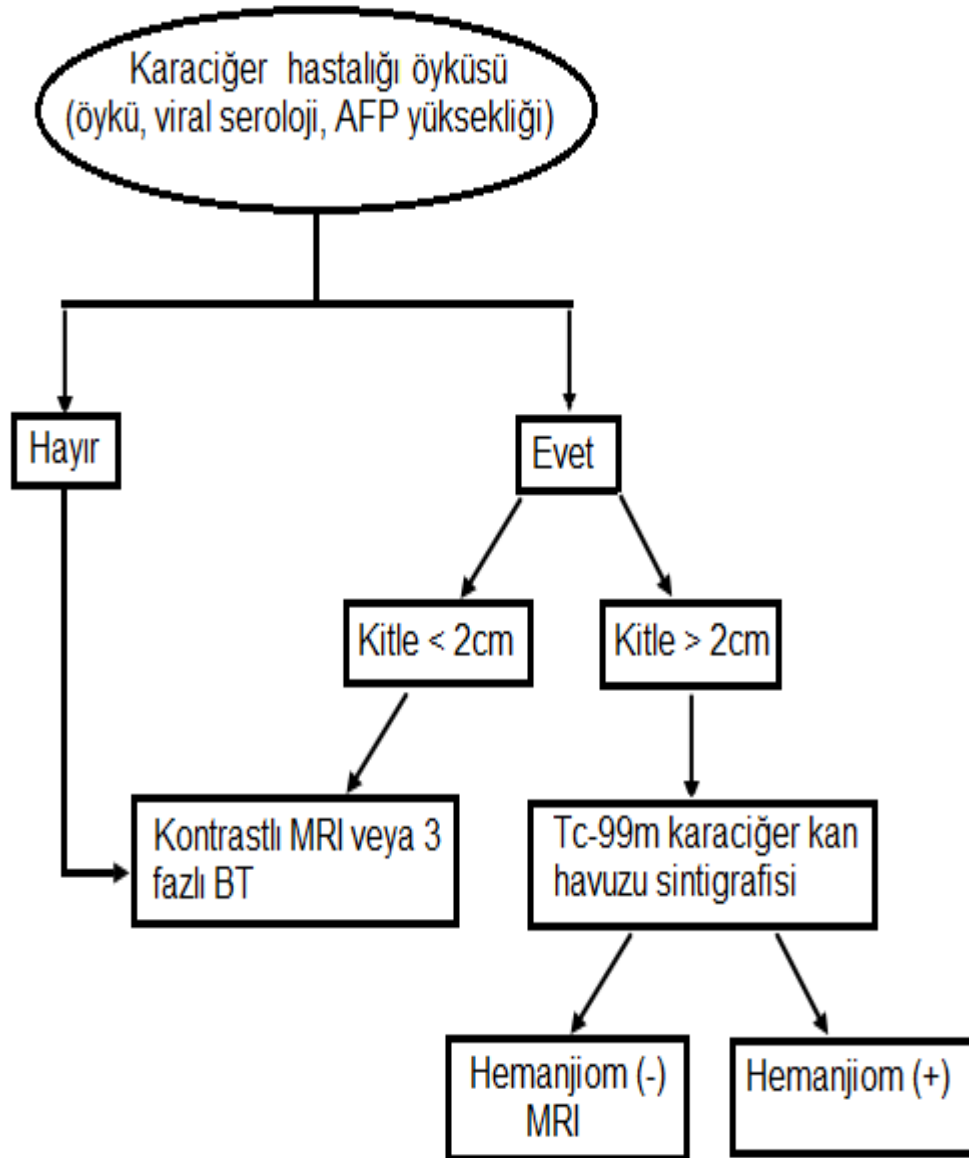 Karaciğer hastalığı öyküsü
(öykü, viral seroloji, AFP yüksekliği)
Hayır
Evet
Kitle < 2cm
Kitle > 2cm
Kontrastlı MRI veya 3
fazlı BT
Tc-99m karaciğer kan
havuzu sintigrafisi
Hemanjiom (-)
MRI
Hemanjiom (+)